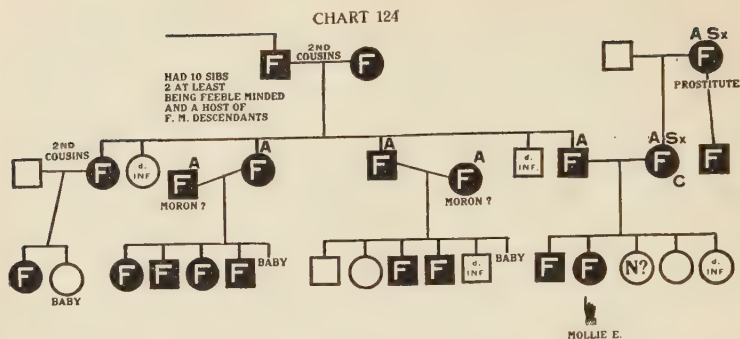 CHART 124
A Sx
F
2ND
COUSINS
F
F
PROSTITUTE
HAD 10 SIBS
2 AT LEAST
BEING FEEBLE MINDED
AND A HOST OF
F. M. DESCENDANTS
2ND
COUSINS
F
d.
INF
A
F
MORON ?
A
F
A
F
A
F
MORON ?
d.
INF.
A
F
A Sx
F
C
F
F
BABY
F
F
F
F
BABY
F
F
d.
INF
BABY
F
F
N?
d.
INF
MOLLIE E.